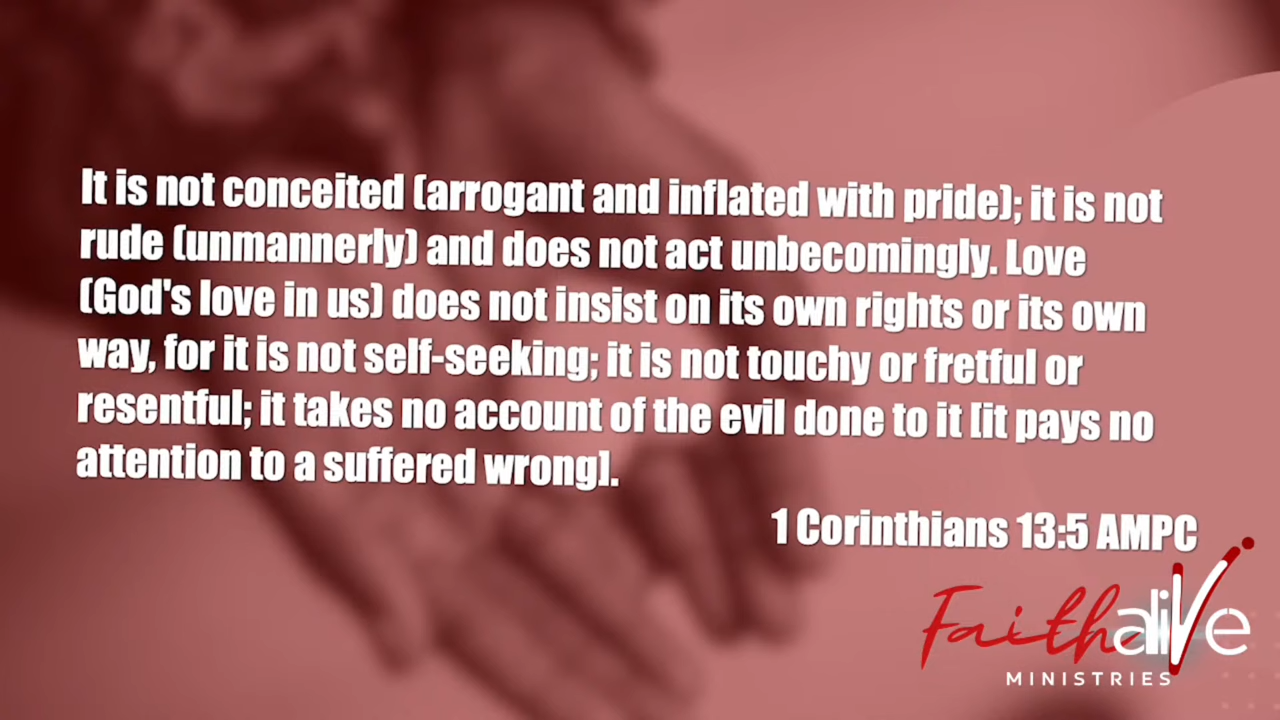 It is not conceited (arrogant and inflated with pride); it is not
rude (unmannerly) and does not act unbecomingly. Love
(God's love in us) does not insist on its own rights or its own
way, for it is not self-seeking; it is not touchy or fretful or
resentful; it takes no account of the evil done to it [it pays no
attention to a suffered wrong].
1 Corinthians 13:5 AMPC
Faith alive
MINISTRIES